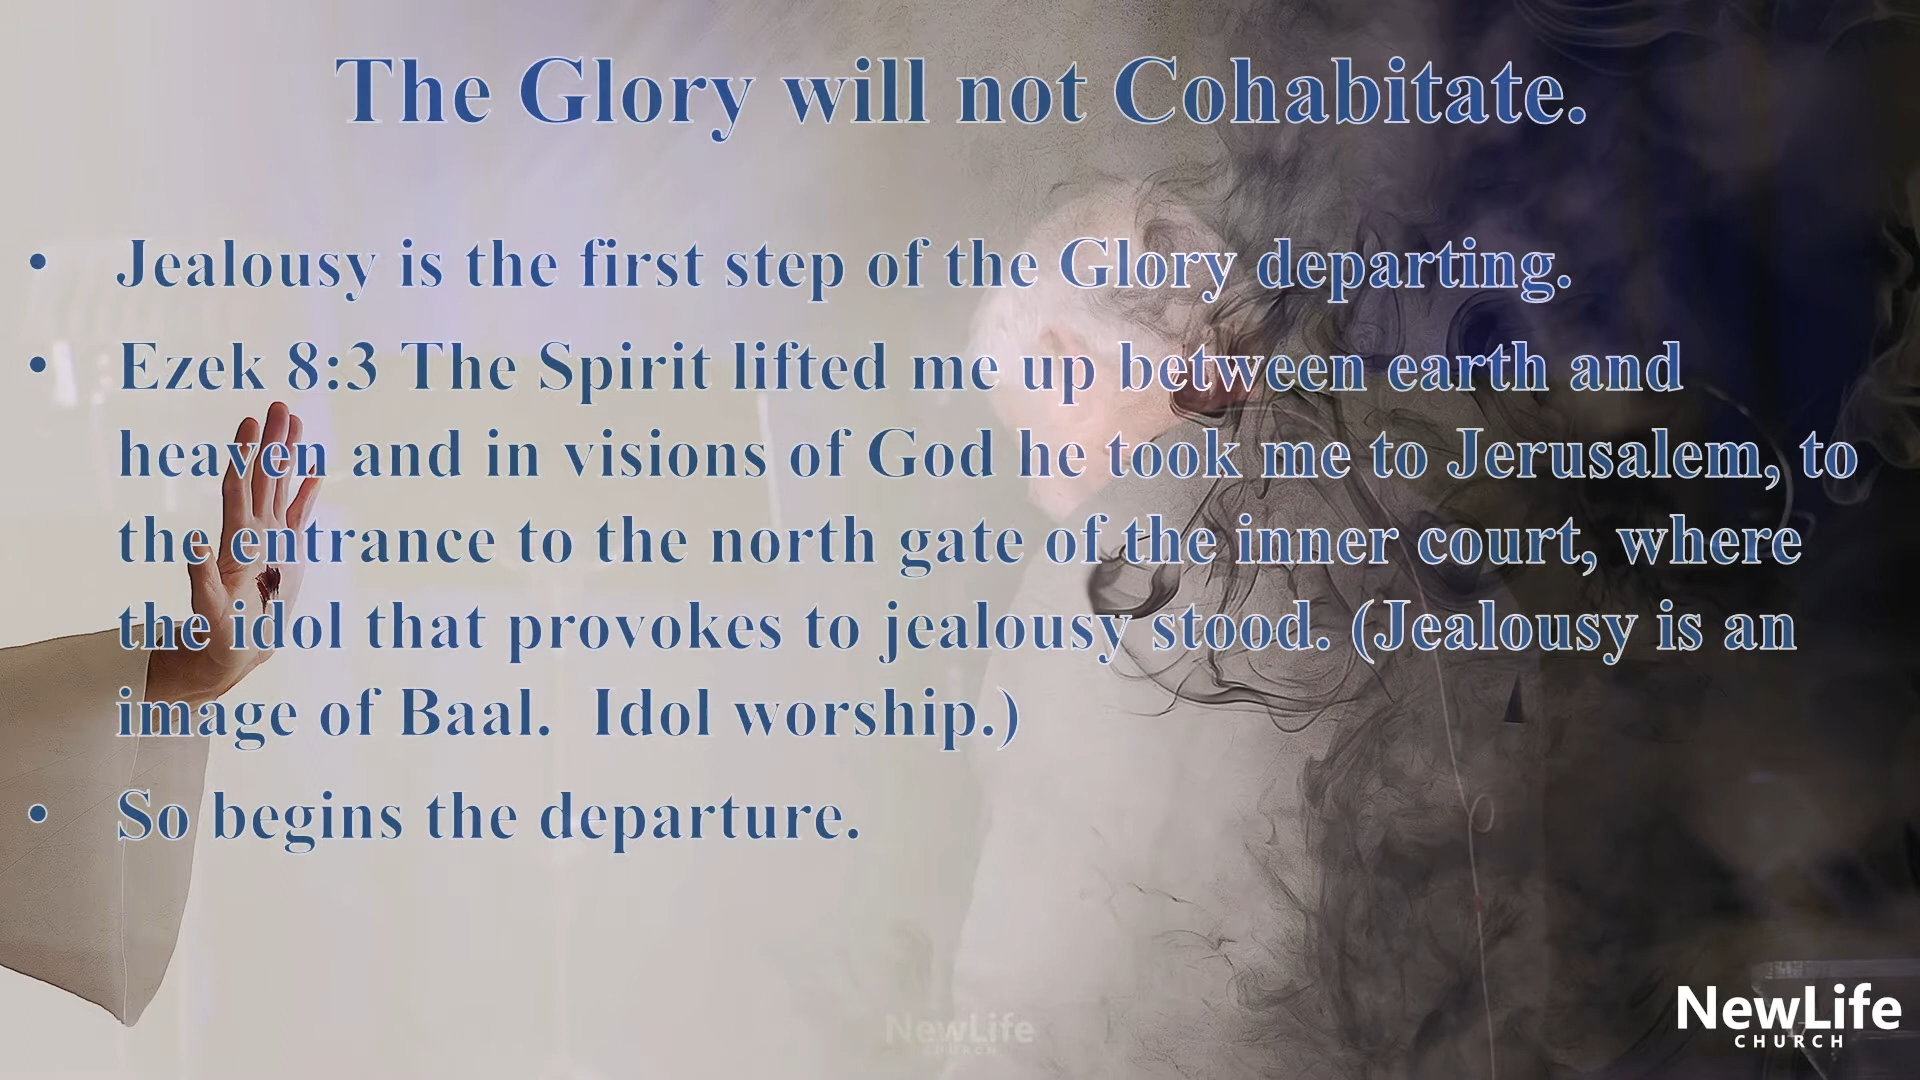 The Glory will not Cohabitate.
• Jealousy is the first step of the Glory departing.
• Ezek 8:3 The Spirit lifted me up between earth and
heaven and in visions of God he took me to Jerusalem, to
the entrance to the north gate of the inner court, where
the idol that provokes to jealousy stood. (Jealousy is an
image of Baal.  Idol worship.)
• So begins the departure.
NewLife
CHURCH
NewLife
CHURCH